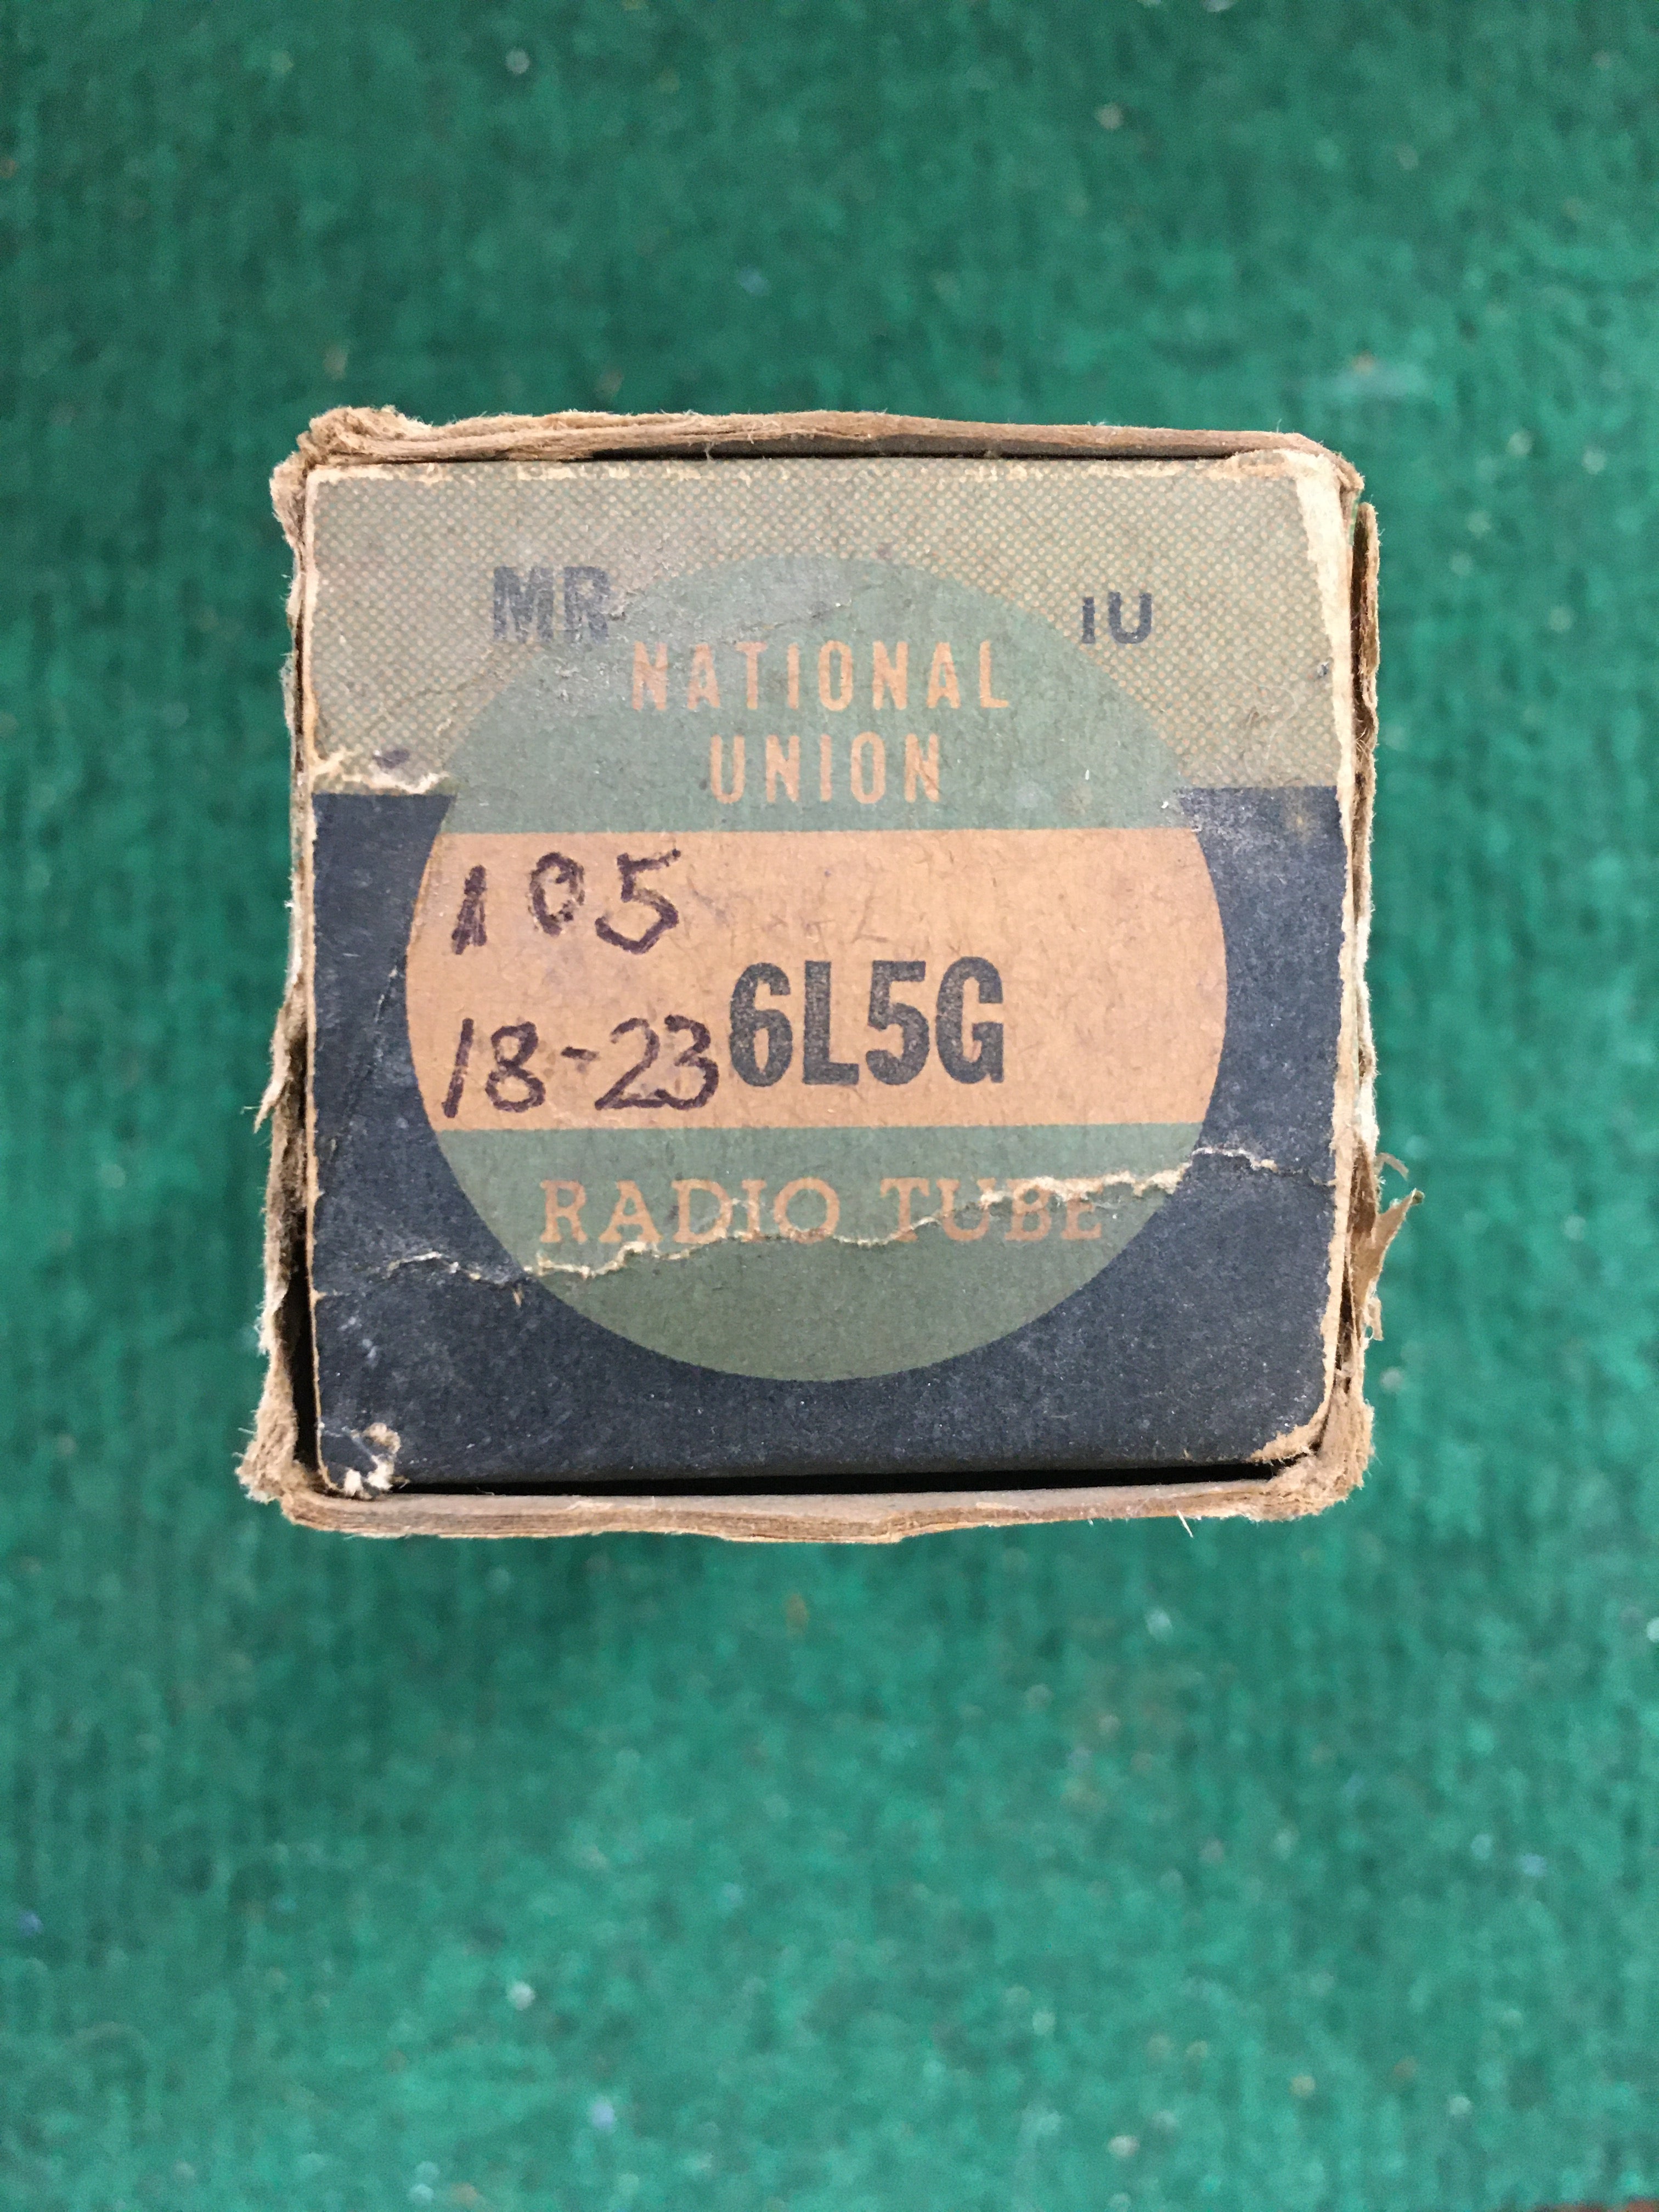 MR IU
NATIONAL
UNION
105
18-23 6L5G
RADIO TUBE